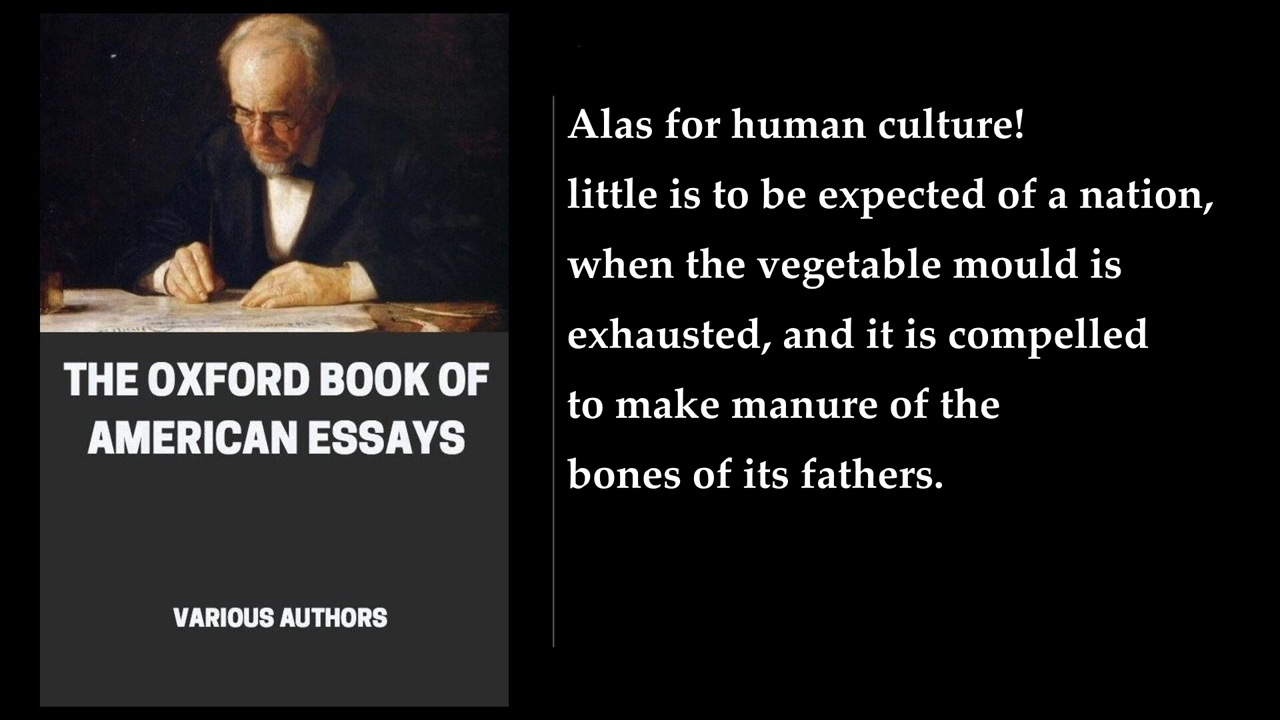 THE OXFORD BOOK OF
AMERICAN ESSAYS
VARIOUS AUTHORS
Alas for human culture!
little is to be expected of a nation,
when the vegetable mould is
exhausted, and it is compelled
to make manure of the
bones of its fathers.